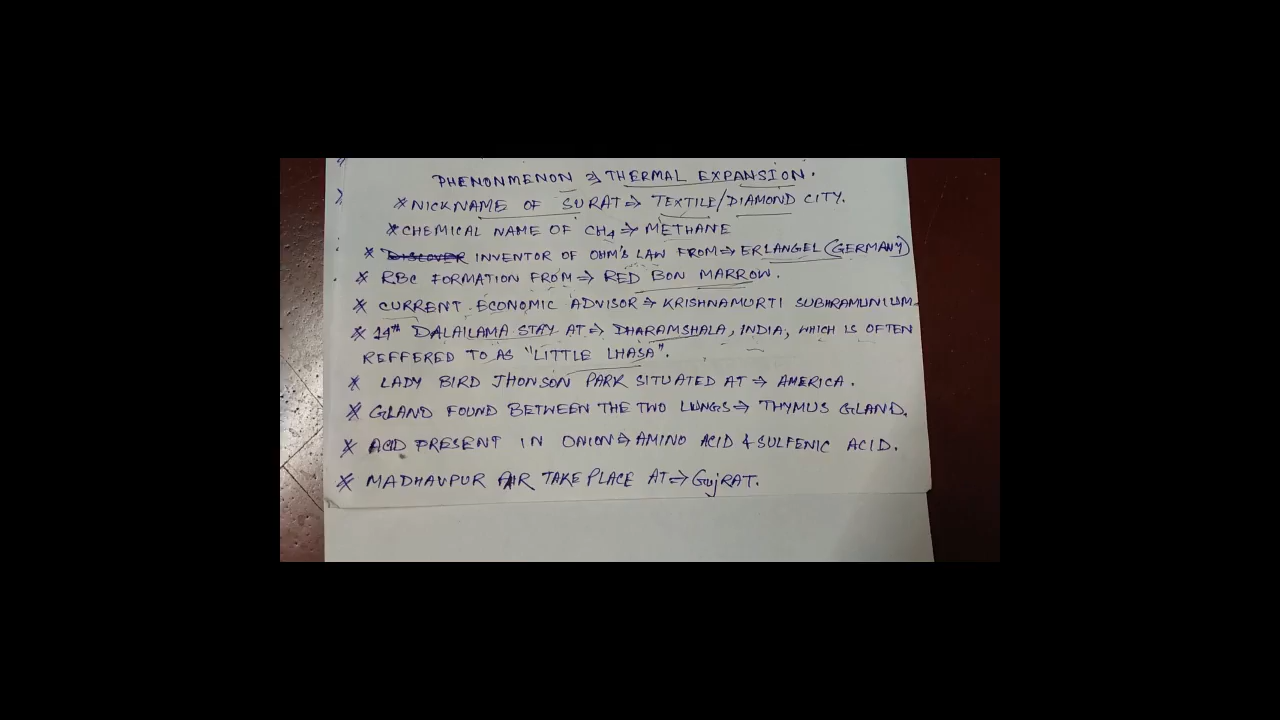 PHENONMENON ⇒ THERMAL EXPANSION.
* NICKNAME OF SURAT ⇒ TEXTILE/DIAMOND CITY.
* CHEMICAL NAME OF CH4 ⇒ METHANE
* DISCOVER INVENTOR OF OHM'S LAW FROM ⇒ ERLANGEL (GERMANY)
* RBC FORMATION FROM ⇒ RED BON MARROW.
* CURRENT ECONOMIC ADVISOR ⇒ KRISHNAMURTI SUBHRAMUNIUM.
* 14th DALAILAMA STAY AT ⇒ DHARAMSHALA, INDIA, WHICH IS OFTEN
REFFERED TO AS "LITTLE LHASA".
* LADY BIRD JHONSON PARK SITUATED AT ⇒ AMERICA.
* GLAND FOUND BETWEEN THE TWO LUNGS ⇒ THYMUS GLAND.
* ACID PRESENT IN ONION ⇒ AMINO ACID & SULFENIC ACID.
* MADHAVPUR FAIR TAKE PLACE AT ⇒ GujRAT.